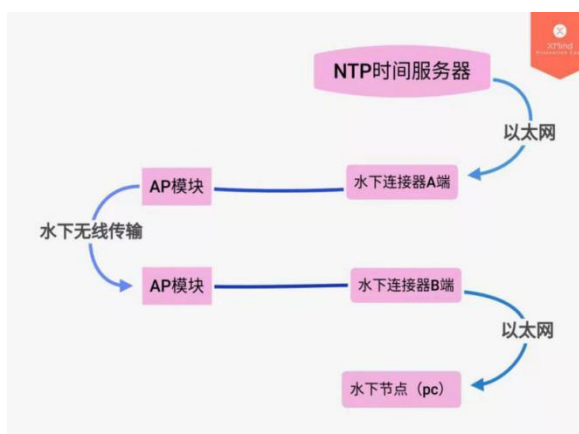 XMind
NTP时间服务器
以太网
AP模块
水下连接器A端
水下无线传输
AP模块
水下连接器B端
以太网
水下节点（pc）